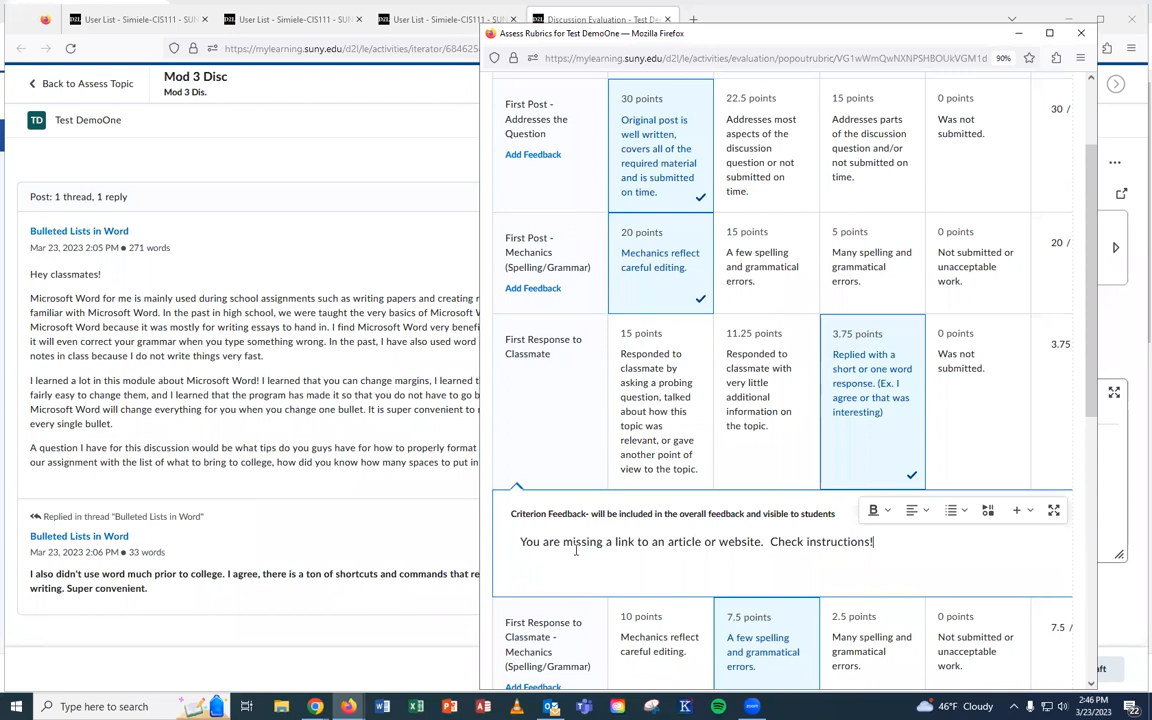 User List - Simiele-CIS111 - SUN
User List - Simiele-CIS111 - SUN
User List - Simiele-CIS111 - SUN
Discussion Evaluation - Test De
https://mylearning.suny.edu/d2l/le/activities/iterator/684625
Back to Assess Topic
Mod 3 Disc
Mod 3 Dis.
TD
Test DemoOne
Post: 1 thread, 1 reply
Bulleted Lists in Word
Mar 23, 2023 2:05 PM • 271 words
Hey classmates!
Microsoft Word for me is mainly used during school assignments such as writing papers and creating r
familiar with Microsoft Word. In the past in high school, we were taught the very basics of Microsoft
Microsoft Word because it was mostly for writing essays to hand in. I find Microsoft Word very benefi
it will even correct your grammar when you type something wrong. In the past, I have also used word
notes in class because I do not write things very fast.
I learned a lot in this module about Microsoft Word! I learned that you can change margins, I learned t
fairly easy to change them, and I learned that the program has made it so that you do not have to go b
Microsoft Word will change everything for you when you change one bullet. It is super convenient to
every single bullet.
A question I have for this discussion would be what tips do you guys have for how to properly format
our assignment with the list of what to bring to college, how did you know how many spaces to put in
Replied in thread "Bulleted Lists in Word"
Bulleted Lists in Word
Mar 23, 2023 2:06 PM • 33 words
I also didn't use word much prior to college. I agree, there is a ton of shortcuts and commands that re
writing. Super convenient.
Assess Rubrics for Test DemoOne — Mozilla Firefox
https://mylearning.suny.edu/d2l/le/activities/evaluation/popoutrubric/VG1wWmQwNXNPSHBOUkVGM1d
90%
First Post -
Addresses the
Question
Add Feedback
30 points
Original post is
well written,
covers all of the
required material
and is submitted
on time.
22.5 points
Addresses most
aspects of the
discussion
question or not
submitted on
time.
15 points
Addresses parts
of the discussion
question and/or
not submitted on
time.
0 points
Was not
submitted.
30 /
First Post -
Mechanics
(Spelling/Grammar)
Add Feedback
20 points
Mechanics reflect
careful editing.
15 points
A few spelling
and grammatical
errors.
5 points
Many spelling and
grammatical
errors.
0 points
Not submitted or
unacceptable
work.
20 /
First Response to
Classmate
15 points
Responded to
classmate by
asking a probing
question, talked
about how this
topic was
relevant, or gave
another point of
view to the topic.
11.25 points
Responded to
classmate with
very little
additional
information on
the topic.
3.75 points
Replied with a
short or one word
response. (Ex. I
agree or that was
interesting)
0 points
Was not
submitted.
3.75
Criterion Feedback- will be included in the overall feedback and visible to students
B
You are missing a link to an article or website.  Check instructions!
First Response to
Classmate -
Mechanics
(Spelling/Grammar)
Add Feedback
10 points
Mechanics reflect
careful editing.
7.5 points
A few spelling
and grammatical
errors.
2.5 points
Many spelling and
grammatical
errors.
0 points
Not submitted or
unacceptable
work.
7.5 /
aft
Type here to search
46°F Cloudy
2:46 PM
3/23/2023
22